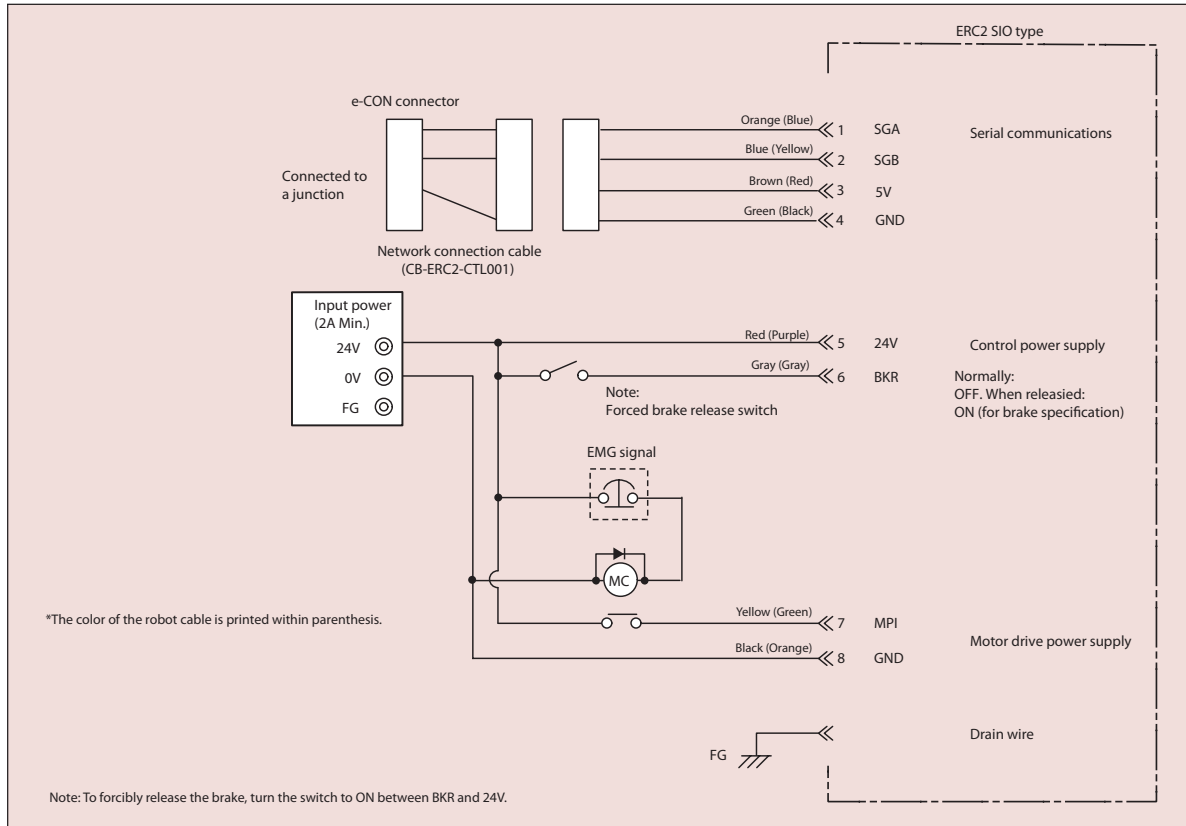 ERC2 SIO type
e-CON connector
Connected to
a junction
Network connection cable
(CB-ERC2-CTL001)
Orange (Blue) 1 SGA Serial communications
Blue (Yellow) 2 SGB
Brown (Red) 3 5V
Green (Black) 4 GND
Input power
(2A Min.)
24V
0V
FG
Red (Purple) 5 24V Control power supply
Gray (Gray) 6 BKR
Normally:
OFF. When releasied:
ON (for brake specification)
Note:
Forced brake release switch
EMG signal
MC
*The color of the robot cable is printed within parenthesis.
Yellow (Green) 7 MPI
Motor drive power supply
Black (Orange) 8 GND
Drain wire
FG
Note: To forcibly release the brake, turn the switch to ON between BKR and 24V.